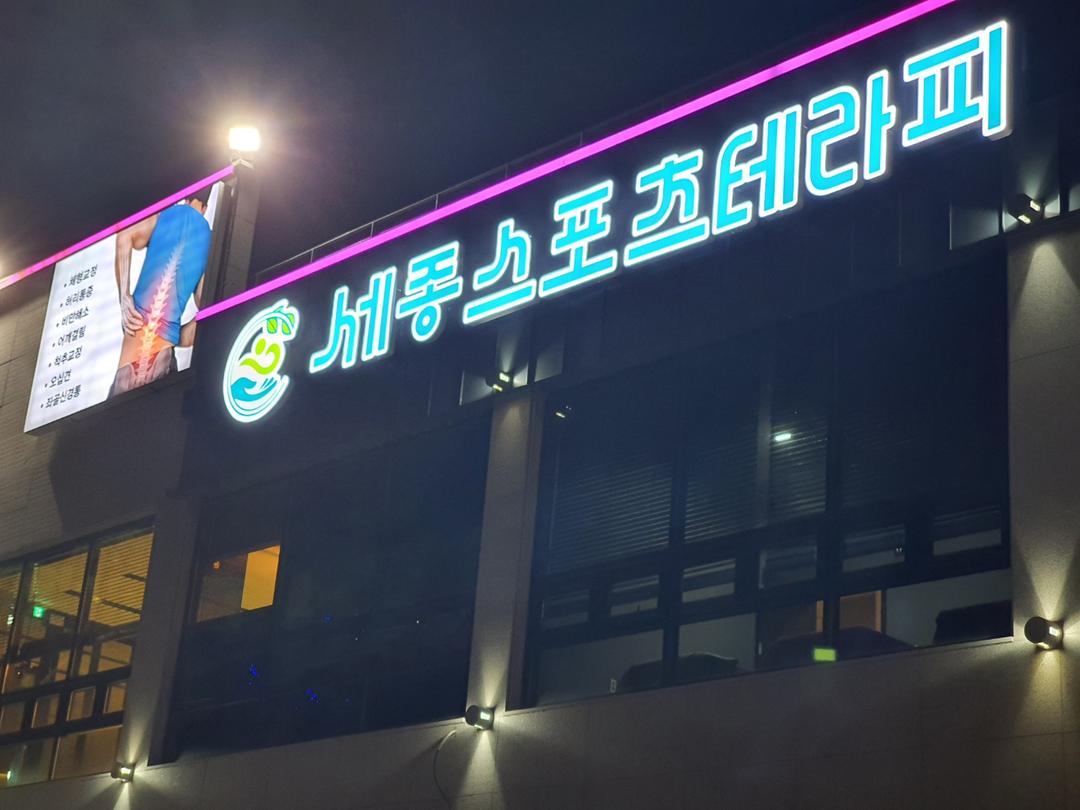 • 체형교정
• 허리통증
• 비만해소
• 어깨결림
• 척추교정
• 오십견
• 좌골신경통
세종스포츠테라피